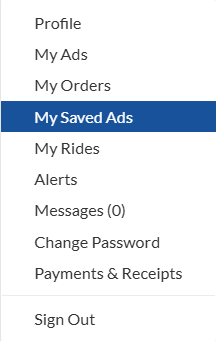 Profile
My Ads
My Orders
My Saved Ads
My Rides
Alerts
Messages (0)
Change Password
Payments & Receipts
Sign Out